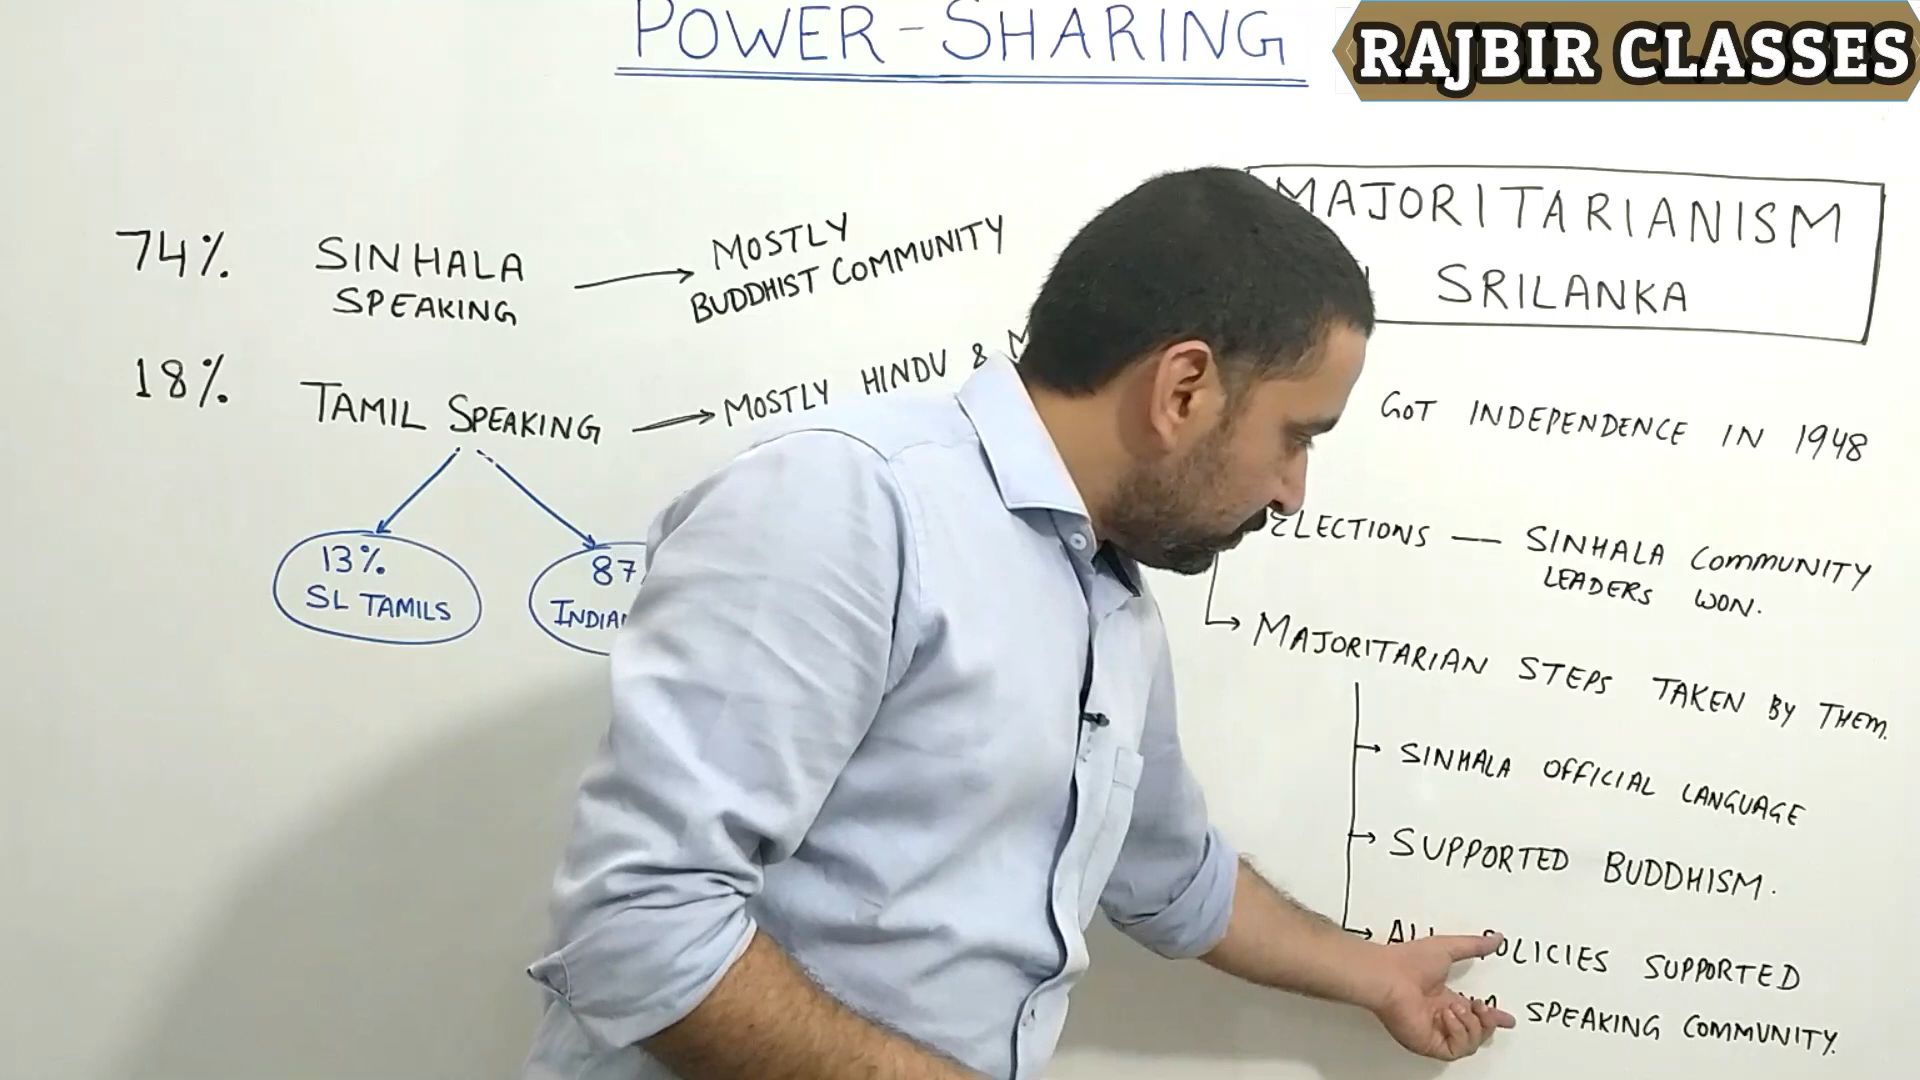 POWER-SHARING
RAJBIR CLASSES
74% SINHALA SPEAKING
MOSTLY
BUDDHIST COMMUNITY
18% TAMIL SPEAKING
MOSTLY HINDU &
13%
SL TAMILS
87
MAJORITARIANISM
SRILANKA
GOT INDEPENDENCE IN 1948
ELECTIONS — SINHALA COMMUNITY
LEADERS WON.
MAJORITARIAN STEPS TAKEN BY THEM.
SINHALA OFFICIAL LANGUAGE
SUPPORTED BUDDHISM.
ALL POLICIES SUPPORTED
SPEAKING COMMUNITY.